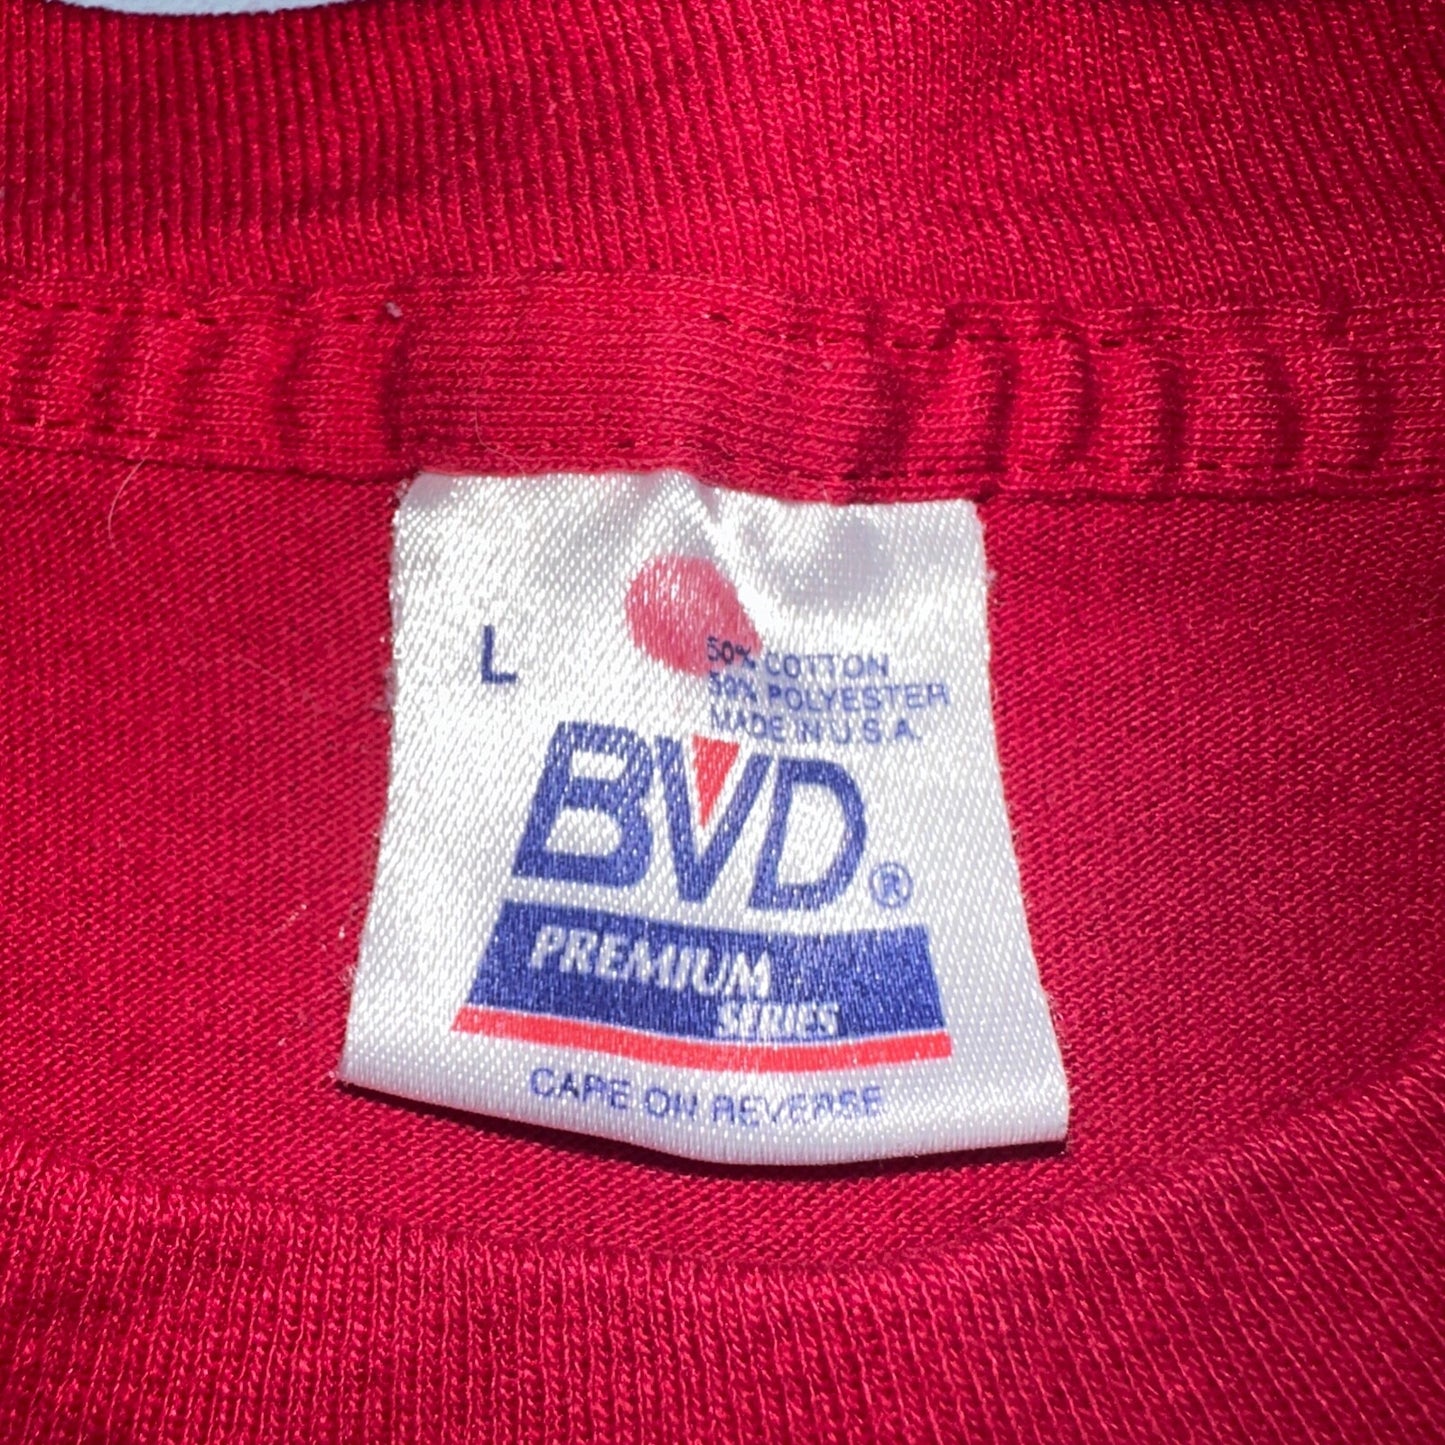 L
50% COTTON
50% POLYESTER
MADE IN U.S.A.
BVD®
PREMIUM
SERIES
CARE ON REVERSE